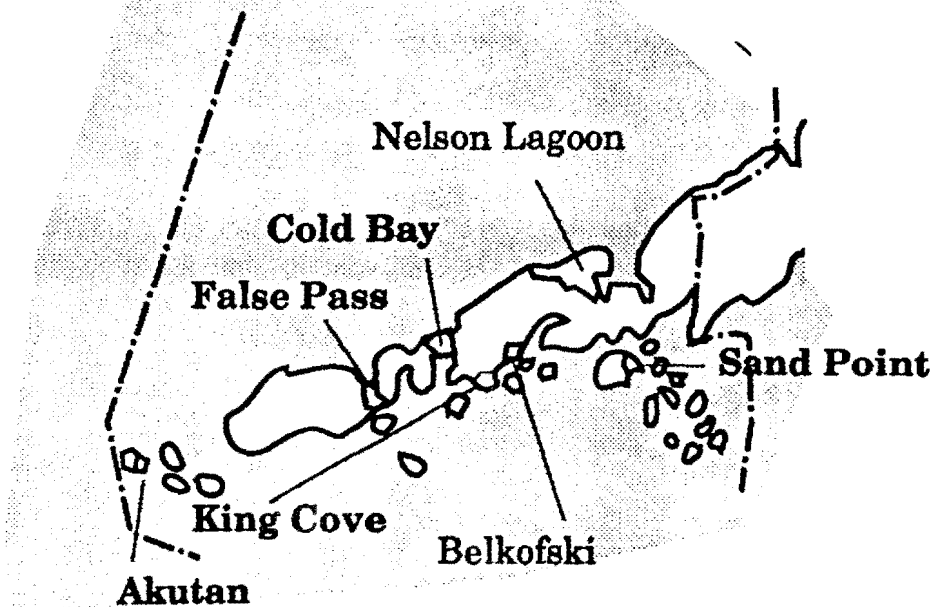 Nelson Lagoon
Cold Bay
False Pass
Sand Point
King Cove
Belkofski
Akutan